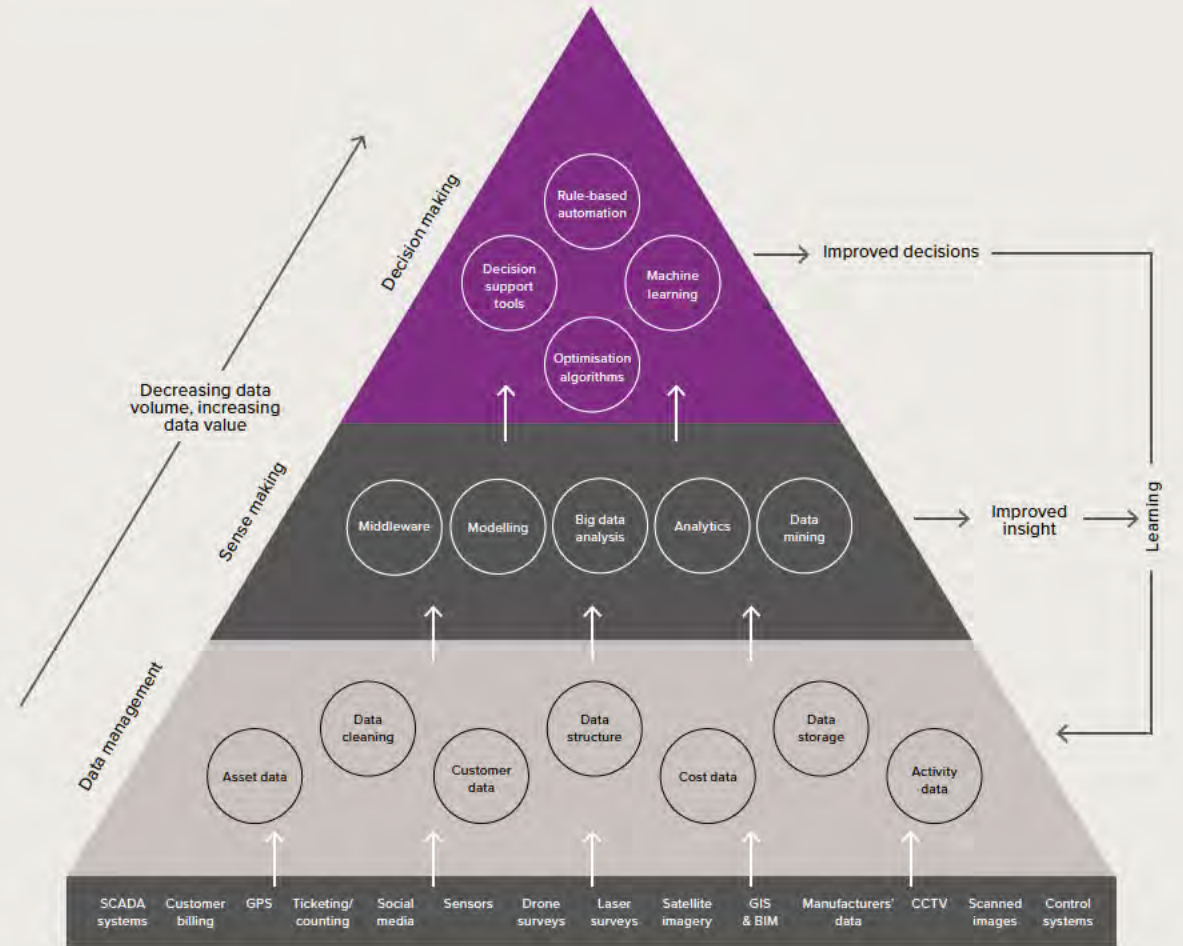 Rule-based
automation
Decision making
Decision
support
tools
Machine
learning
Improved decisions
Optimisation
algorithms
Decreasing data
volume, increasing
data value
Sense making
Middleware
Modelling
Big data
analysis
Analytics
Data
mining
Improved
insight
Learning
Data management
Asset data
Data
cleaning
Customer
data
Data
structure
Cost data
Data
storage
Activity
data
SCADA
systems
Customer
billing
GPS
Ticketing/
counting
Social
media
Sensors
Drone
surveys
Laser
surveys
Satellite
imagery
GIS
& BIM
Manufacturers'
data
CCTV
Scanned
images
Control
systems